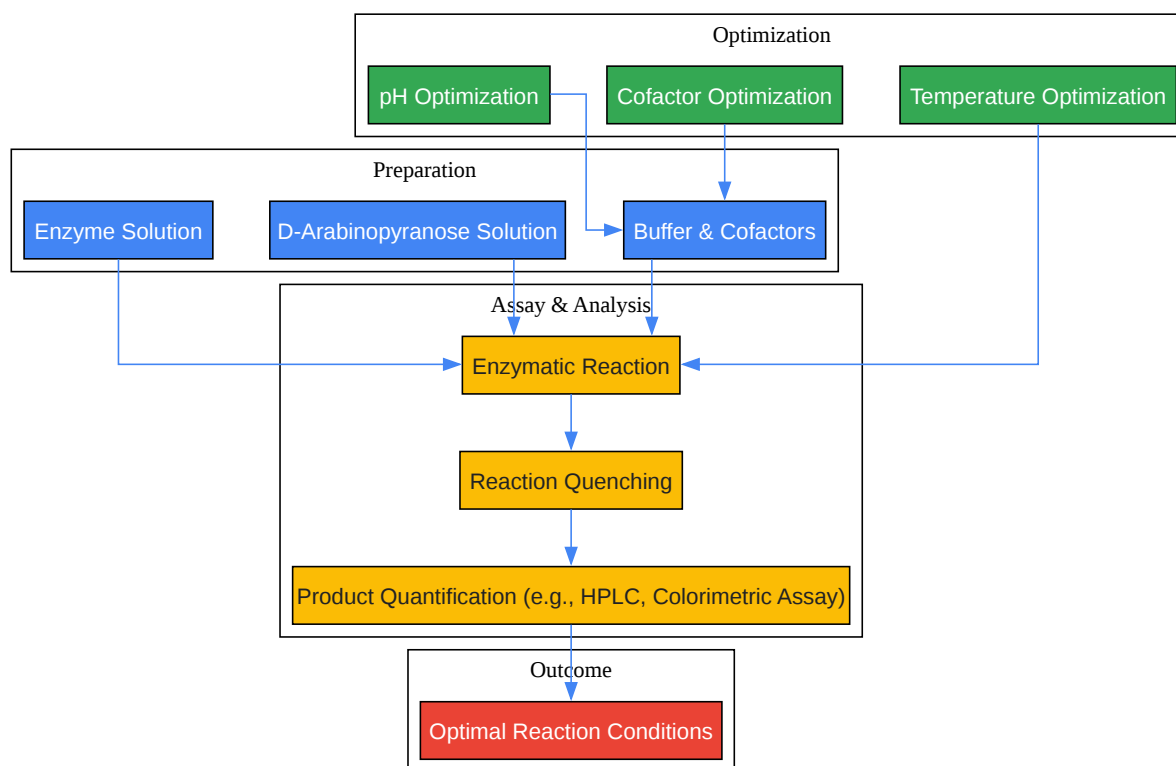 Optimization
pH Optimization
Cofactor Optimization
Temperature Optimization
Preparation
Enzyme Solution
D-Arabinopyranose Solution
Buffer & Cofactors
Assay & Analysis
Enzymatic Reaction
Reaction Quenching
Product Quantification (e.g., HPLC, Colorimetric Assay)
Outcome
Optimal Reaction Conditions